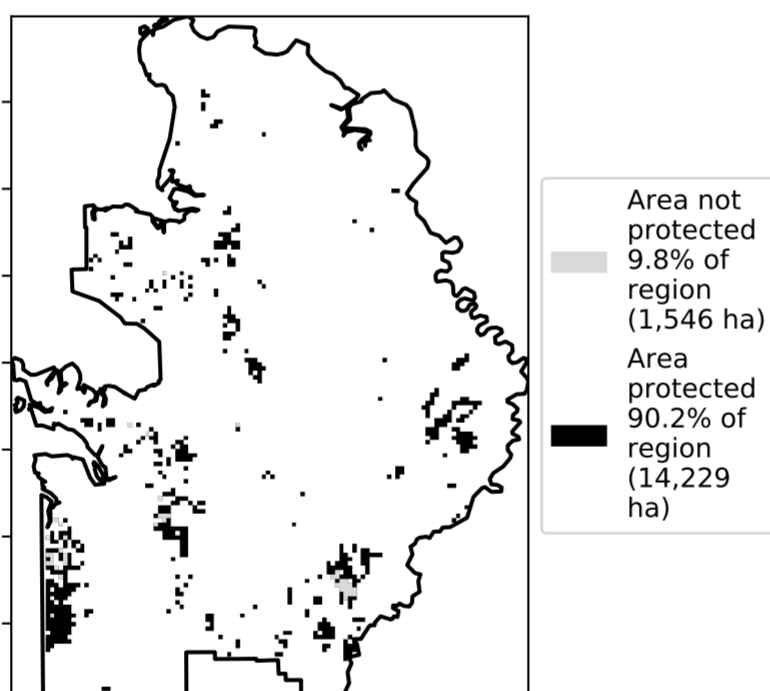 Area not
protected
9.8% of
region
(1,546 ha)
Area
protected
90.2% of
region
(14,229
ha)